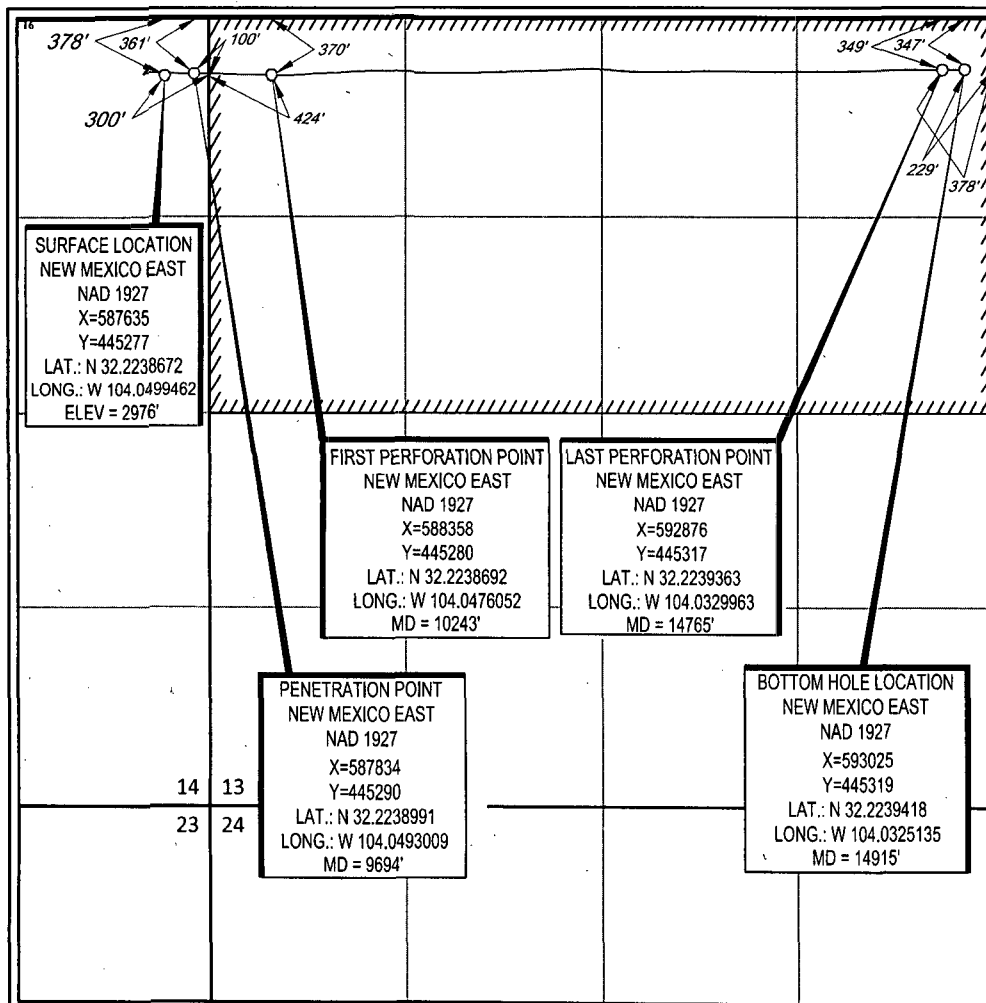 16
378'
361'
100'
370'
349'
347'
300'
424'
229'
378'
SURFACE LOCATION
NEW MEXICO EAST
NAD 1927
X=587635
Y=445277
LAT.: N 32.2238672
LONG.: W 104.0499462
ELEV = 2976'
FIRST PERFORATION POINT
NEW MEXICO EAST
NAD 1927
X=588358
Y=445280
LAT.: N 32.2238692
LONG.: W 104.0476052
MD = 10243'
LAST PERFORATION POINT
NEW MEXICO EAST
NAD 1927
X=592876
Y=445317
LAT.: N 32.2239363
LONG.: W 104.0329963
MD = 14765'
PENETRATION POINT
NEW MEXICO EAST
NAD 1927
X=587834
Y=445290
LAT.: N 32.2238991
LONG.: W 104.0493009
MD = 9694'
BOTTOM HOLE LOCATION
NEW MEXICO EAST
NAD 1927
X=593025
Y=445319
LAT.: N 32.2239418
LONG.: W 104.0325135
MD = 14915'
14 13
23 24